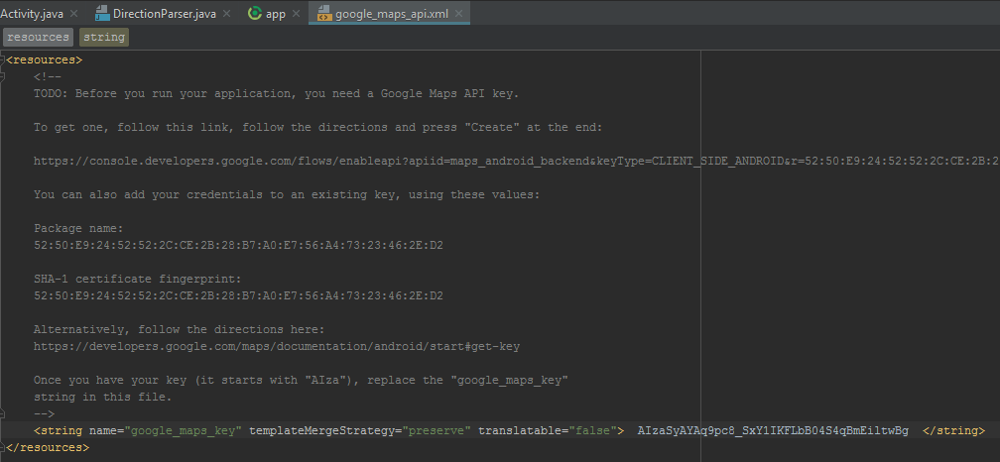 Activity.java DirectionParser.java app google_maps_api.xml
resources string
<resources>
<!--
TODO: Before you run your application, you need a Google Maps API key.
To get one, follow this link, follow the directions and press "Create" at the end:
https://console.developers.google.com/flows/enableapi?apiid=maps_android_backend&keyType=CLIENT_SIDE_ANDROID&r=52:50:E9:24:52:52:2C:CE:2B:2
You can also add your credentials to an existing key, using these values:
Package name:
52:50:E9:24:52:52:2C:CE:2B:28:B7:A0:E7:56:A4:73:23:46:2E:D2
SHA-1 certificate fingerprint:
52:50:E9:24:52:52:2C:CE:2B:28:B7:A0:E7:56:A4:73:23:46:2E:D2
Alternatively, follow the directions here:
https://developers.google.com/maps/documentation/android/start#get-key
Once you have your key (it starts with "AIza"), replace the "google_maps_key"
string in this file.
-->
<string name="google_maps_key" templateMergeStrategy="preserve" translatable="false"> AIzaSyAYAq9pc8_SxY1IKFLbB04S4qBmEiltwBg </string>
</resources>